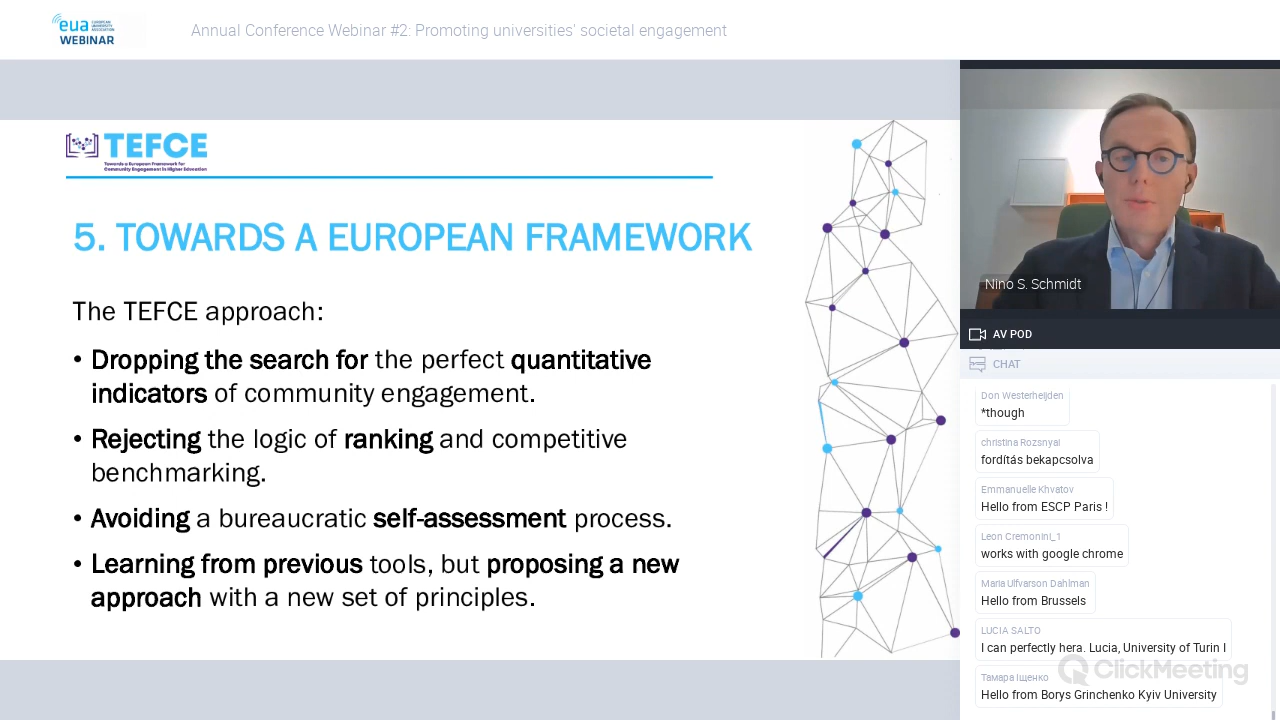 eua EUROPEAN UNIVERSITY ASSOCIATION
WEBINAR
Annual Conference Webinar #2: Promoting universities' societal engagement
TEFCE
Towards a European Framework for
Community Engagement in Higher Education
5. TOWARDS A EUROPEAN FRAMEWORK
The TEFCE approach:
• Dropping the search for the perfect quantitative
indicators of community engagement.
• Rejecting the logic of ranking and competitive
benchmarking.
• Avoiding a bureaucratic self-assessment process.
• Learning from previous tools, but proposing a new
approach with a new set of principles.
Nino S. Schmidt
AV POD
CHAT
Don Westerheijden
*though
christina Rozsnyai
fordítás bekapcsolva
Emmanuelle Khvatov
Hello from ESCP Paris !
Leon Cremonini_1
works with google chrome
Maria Ulfvarson Dahlman
Hello from Brussels
LUCIA SALTO
I can perfectly hera. Lucia, University of Turin I
Тамара Іщенко
Hello from Borys Grinchenko Kyiv University
ClickMeeting